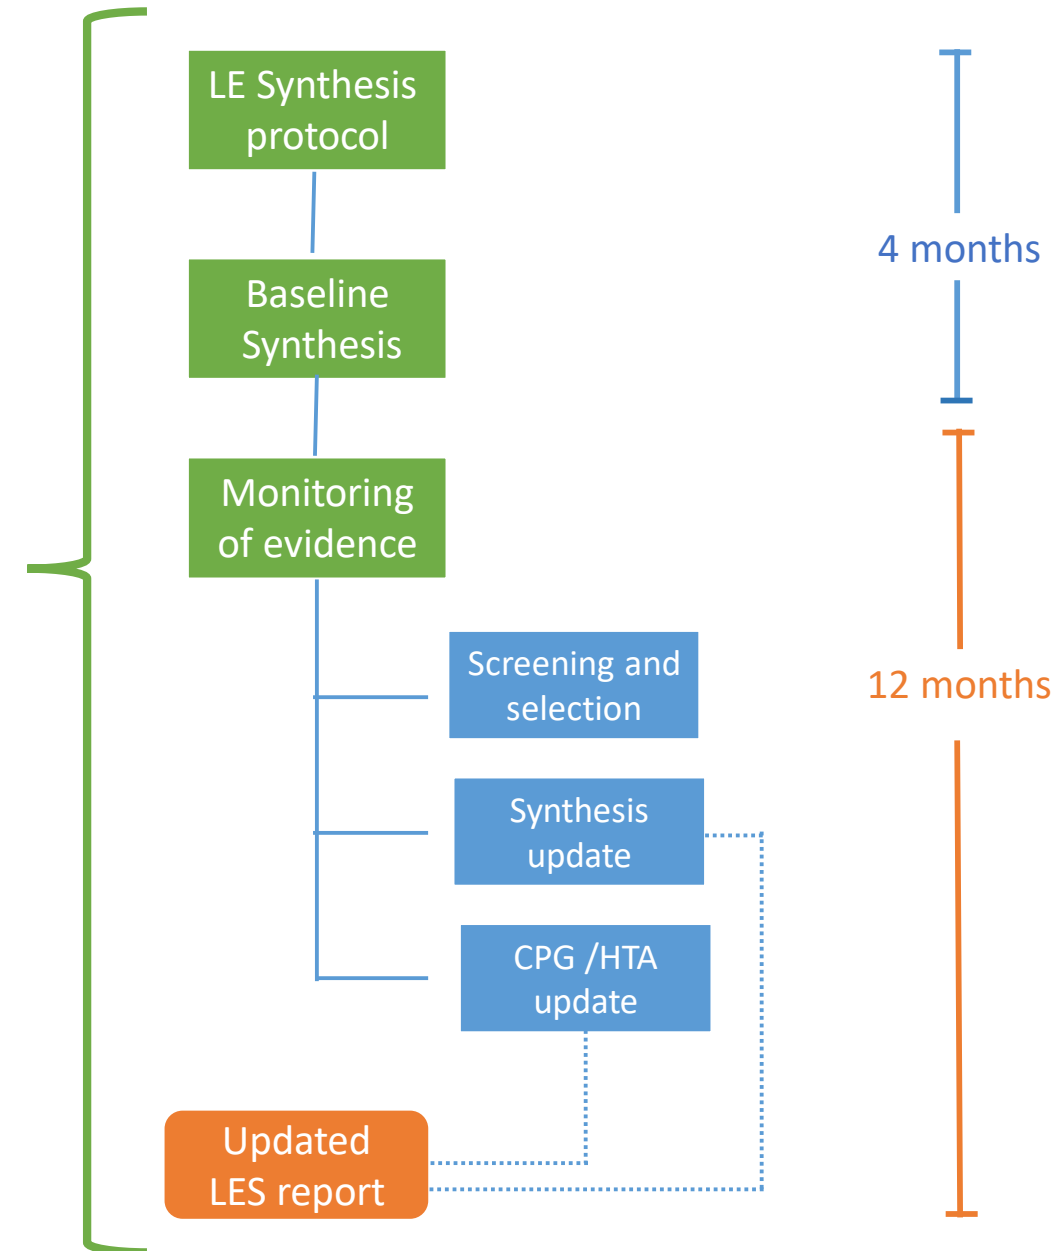 LE Synthesis
protocol
4 months
Baseline
Synthesis
Monitoring
of evidence
Screening and
selection
12 months
Synthesis
update
CPG /HTA
update
Updated
LES report